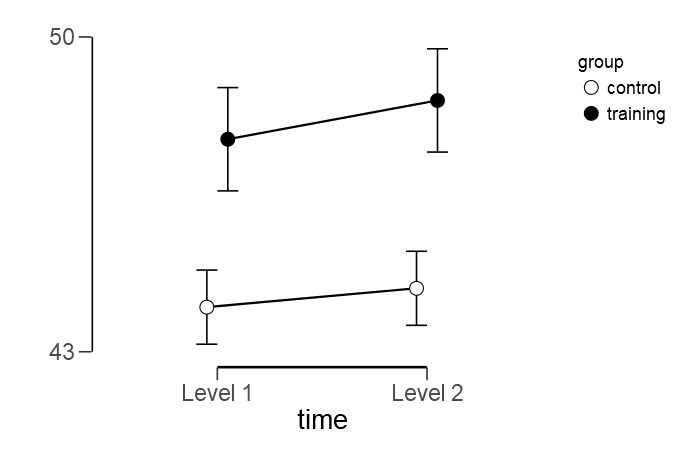 50
group
control
training
43
Level 1 Level 2
time